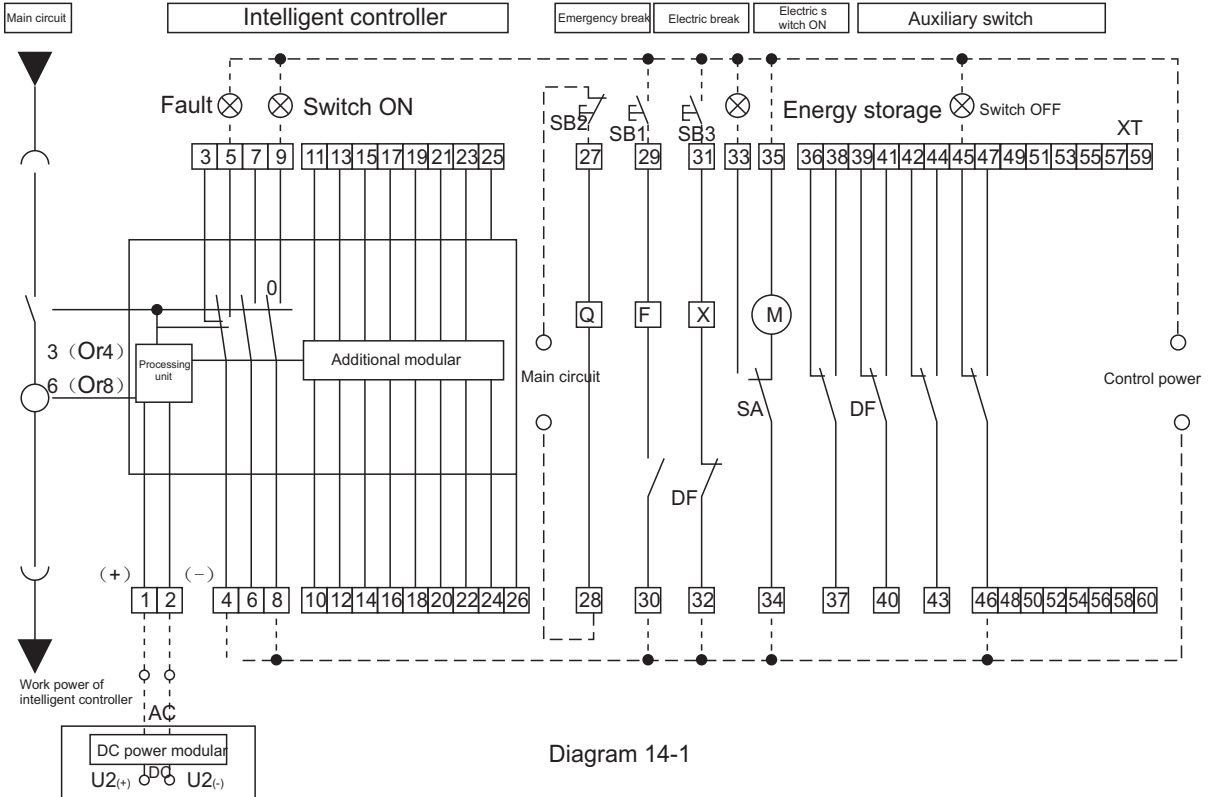 Main circuit
Intelligent controller
Emergency break
Electric break
Electric s
witch ON
Auxiliary switch
Fault
Switch ON
SB2
SB1
SB3
Energy storage
Switch OFF
XT
3 5 7 9 11 13 15 17 19 21 23 25 27 29 31 33 35 36 38 39 41 42 44 45 47 49 51 53 55 57 59
0
Q
F
X
M
3（Or4）
6（Or8）
Processing
unit
Additional modular
Main circuit
Control power
SA
DF
DF
(+)
(-)
1 2 4 6 8 10 12 14 16 18 20 22 24 26 28 30 32 34 37 40 43 46 48 50 52 54 56 58 60
Work power of
intelligent controller
AC
DC power modular
DC
U2(+)
U2(-)
Diagram 14-1